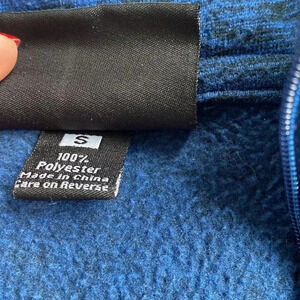 S
100%
Polyester
Made in China
Care on Reverse